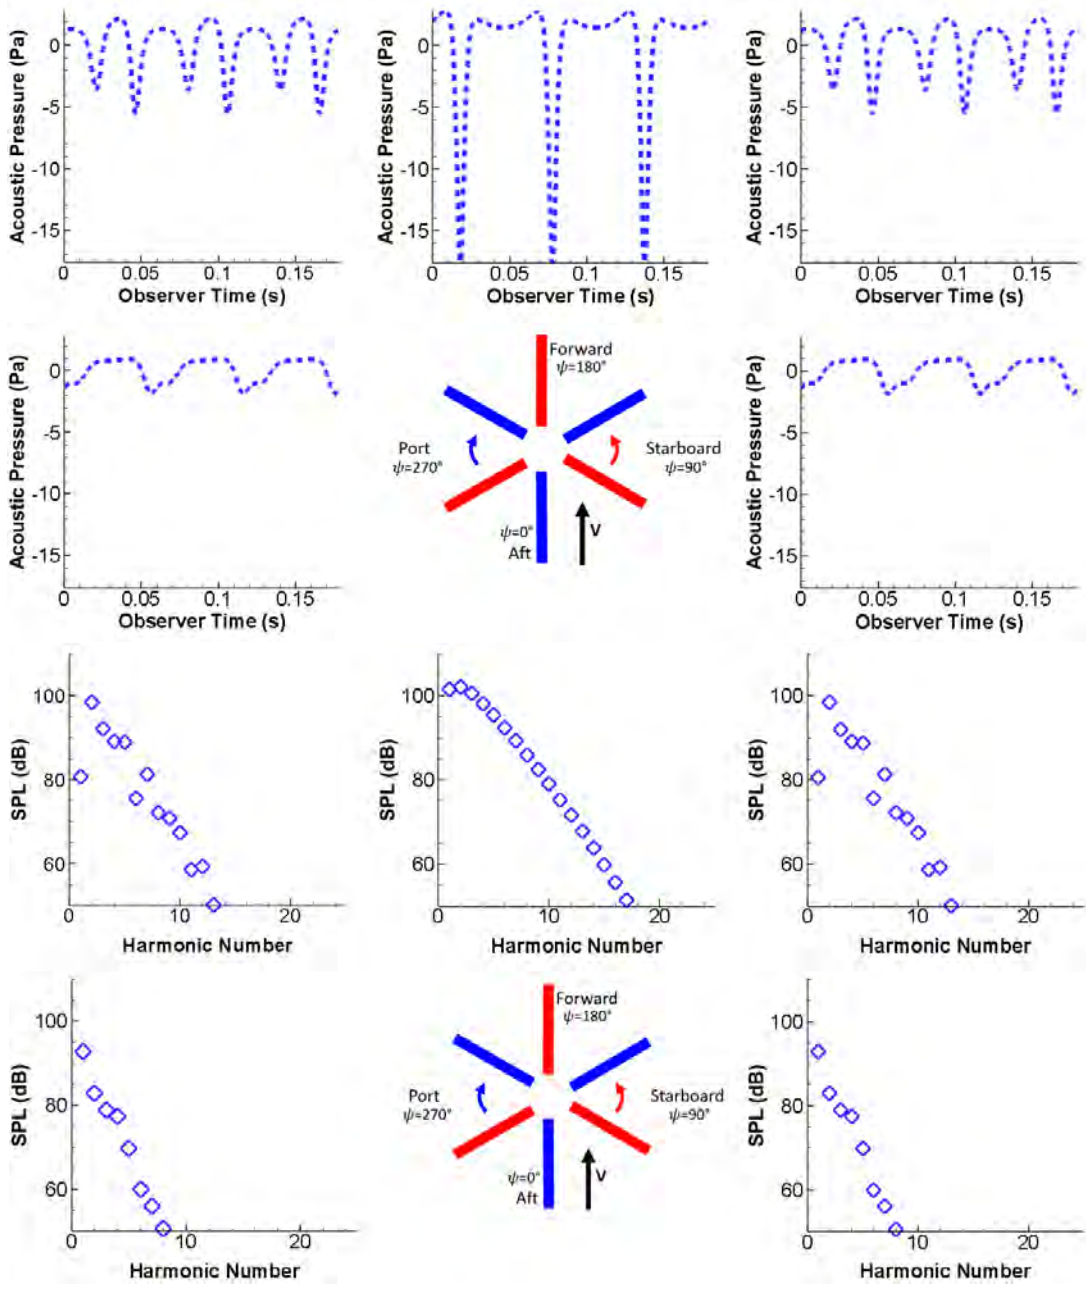 Acoustic Pressure (Pa)
0
-5
-10
-15
0 0.05 0.1 0.15
Observer Time (s)
Acoustic Pressure (Pa)
0
-5
-10
-15
0 0.05 0.1 0.15
Observer Time (s)
Acoustic Pressure (Pa)
0
-5
-10
-15
0 0.05 0.1 0.15
Observer Time (s)
Acoustic Pressure (Pa)
0
-5
-10
-15
0 0.05 0.1 0.15
Observer Time (s)
Forward
ψ=180°
Port
ψ=270°
Starboard
ψ=90°
ψ=0°
Aft
V
Acoustic Pressure (Pa)
0
-5
-10
-15
0 0.05 0.1 0.15
Observer Time (s)
SPL (dB)
100
80
60
0 10 20
Harmonic Number
SPL (dB)
100
80
60
0 10 20
Harmonic Number
SPL (dB)
100
80
60
0 10 20
Harmonic Number
SPL (dB)
100
80
60
0 10 20
Harmonic Number
Forward
ψ=180°
Port
ψ=270°
Starboard
ψ=90°
ψ=0°
Aft
V
SPL (dB)
100
80
60
0 10 20
Harmonic Number